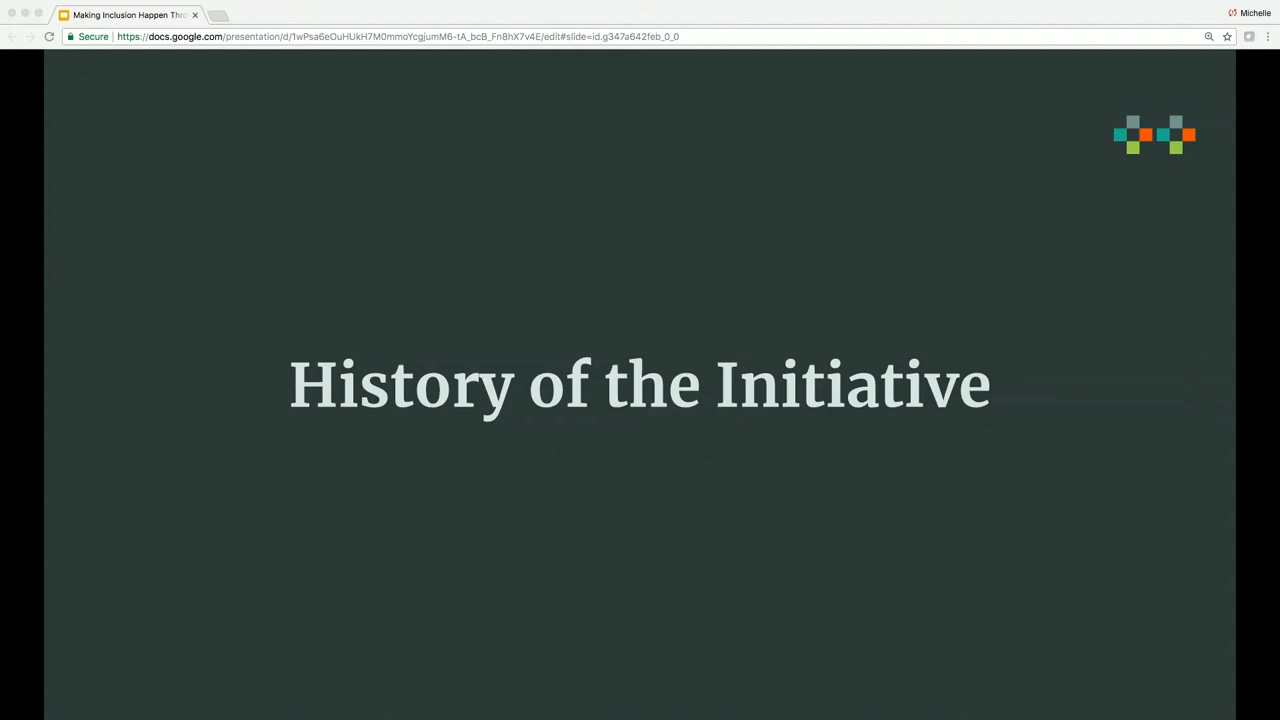 Making Inclusion Happen Thro
Michelle
Secure
https://docs.google.com/presentation/d/1wPsa6eOuHUkH7M0mmoYcgjumM6-tA_bcB_Fn8hX7v4E/edit#slide=id.g347a642feb_0_0
History of the Initiative